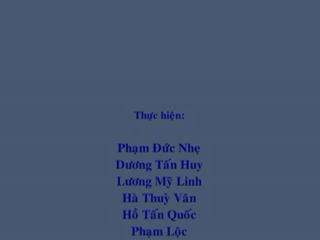 Thực hiện:
Phạm Đức Nhẹ
Dương Tấn Huy
Lương Mỹ Linh
Hà Thuỳ Vân
Hồ Tấn Quốc
Phạm Lộc